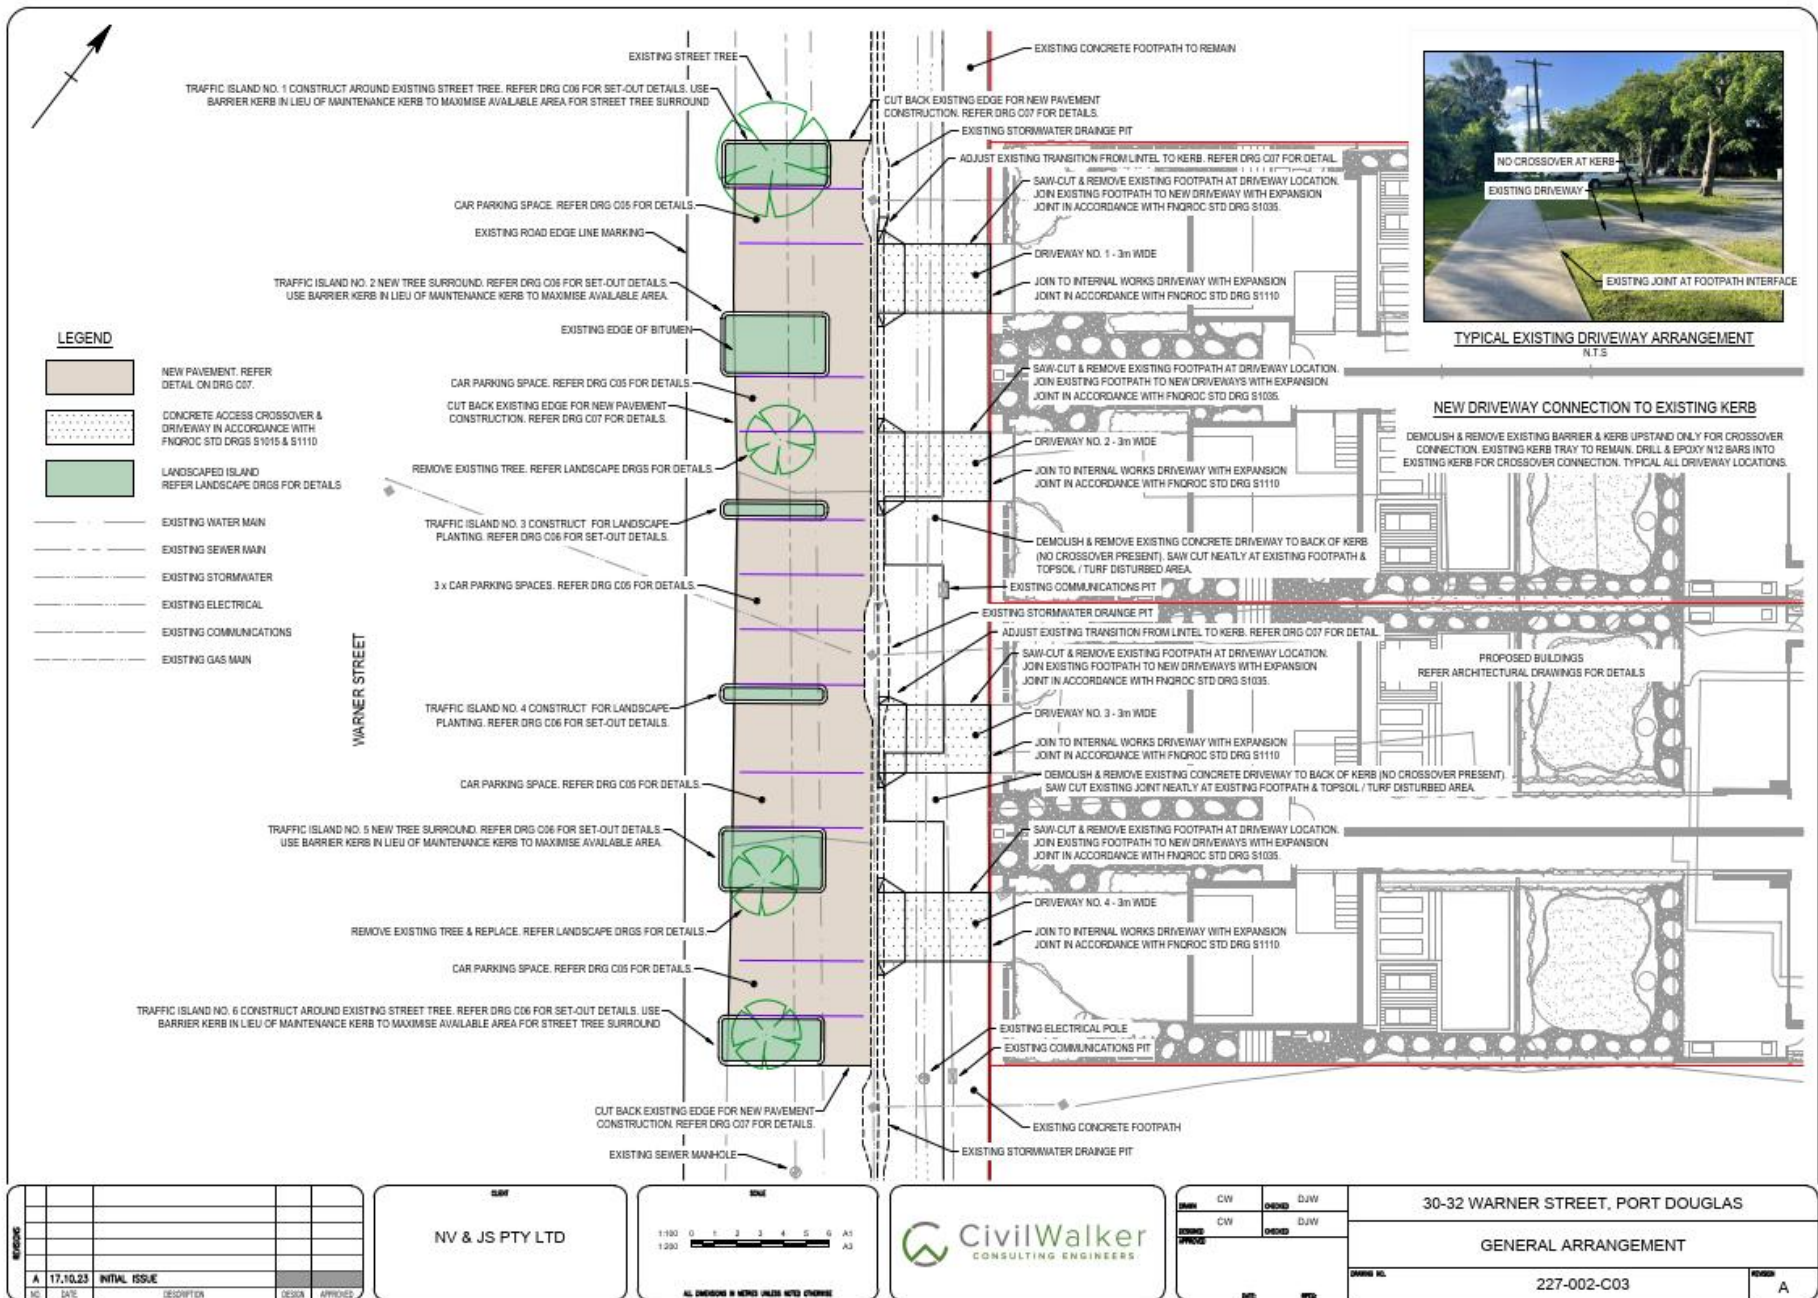 EXISTING STREET TREE
TRAFFIC ISLAND NO. 1 CONSTRUCT AROUND EXISTING STREET TREE. REFER DRG C06 FOR SET-OUT DETAILS. USE
BARRIER KERB IN LIEU OF MAINTENANCE KERB TO MAXIMISE AVAILABLE AREA FOR STREET TREE SURROUND
CAR PARKING SPACE. REFER DRG C05 FOR DETAILS.
EXISTING ROAD EDGE LINE MARKING
TRAFFIC ISLAND NO. 2 NEW TREE SURROUND. REFER DRG C06 FOR SET-OUT DETAILS.
USE BARRIER KERB IN LIEU OF MAINTENANCE KERB TO MAXIMISE AVAILABLE AREA.
EXISTING EDGE OF BITUMEN
CAR PARKING SPACE. REFER DRG C05 FOR DETAILS.
CUT BACK EXISTING EDGE FOR NEW PAVEMENT
CONSTRUCTION. REFER DRG C07 FOR DETAILS.
REMOVE EXISTING TREE. REFER LANDSCAPE DRGS FOR DETAILS.
TRAFFIC ISLAND NO. 3 CONSTRUCT FOR LANDSCAPE
PLANTING. REFER DRG C06 FOR SET-OUT DETAILS.
3 x CAR PARKING SPACES. REFER DRG C05 FOR DETAILS.
TRAFFIC ISLAND NO. 4 CONSTRUCT FOR LANDSCAPE
PLANTING. REFER DRG C06 FOR SET-OUT DETAILS.
CAR PARKING SPACE. REFER DRG C05 FOR DETAILS.
TRAFFIC ISLAND NO. 5 NEW TREE SURROUND. REFER DRG C06 FOR SET-OUT DETAILS.
USE BARRIER KERB IN LIEU OF MAINTENANCE KERB TO MAXIMISE AVAILABLE AREA.
REMOVE EXISTING TREE & REPLACE. REFER LANDSCAPE DRGS FOR DETAILS.
CAR PARKING SPACE. REFER DRG C05 FOR DETAILS.
TRAFFIC ISLAND NO. 6 CONSTRUCT AROUND EXISTING STREET TREE. REFER DRG C06 FOR SET-OUT DETAILS. USE
BARRIER KERB IN LIEU OF MAINTENANCE KERB TO MAXIMISE AVAILABLE AREA FOR STREET TREE SURROUND
CUT BACK EXISTING EDGE FOR NEW PAVEMENT
CONSTRUCTION. REFER DRG C07 FOR DETAILS.
EXISTING SEWER MANHOLE
LEGEND
NEW PAVEMENT. REFER
DETAIL ON DRG C07.
CONCRETE ACCESS CROSSOVER &
DRIVEWAY IN ACCORDANCE WITH
FNQROC STD DRGS S1015 & S1110
LANDSCAPED ISLAND
REFER LANDSCAPE DRGS FOR DETAILS
EXISTING WATER MAIN
EXISTING SEWER MAIN
EXISTING STORMWATER
EXISTING ELECTRICAL
EXISTING COMMUNICATIONS
EXISTING GAS MAIN
WARNER STREET
EXISTING CONCRETE FOOTPATH TO REMAIN
CUT BACK EXISTING EDGE FOR NEW PAVEMENT
CONSTRUCTION. REFER DRG C07 FOR DETAILS.
EXISTING STORMWATER DRAINGE PIT
ADJUST EXISTING TRANSITION FROM LINTEL TO KERB. REFER DRG C07 FOR DETAIL.
SAW-CUT & REMOVE EXISTING FOOTPATH AT DRIVEWAY LOCATION.
JOIN EXISTING FOOTPATH TO NEW DRIVEWAY WITH EXPANSION
JOINT IN ACCORDANCE WITH FNQROC STD DRG S1035.
DRIVEWAY NO. 1 - 3m WIDE
JOIN TO INTERNAL WORKS DRIVEWAY WITH EXPANSION
JOINT IN ACCORDANCE WITH FNQROC STD DRG S1110
SAW-CUT & REMOVE EXISTING FOOTPATH AT DRIVEWAY LOCATION.
JOIN EXISTING FOOTPATH TO NEW DRIVEWAYS WITH EXPANSION
JOINT IN ACCORDANCE WITH FNQROC STD DRG S1035.
DRIVEWAY NO. 2 - 3m WIDE
JOIN TO INTERNAL WORKS DRIVEWAY WITH EXPANSION
JOINT IN ACCORDANCE WITH FNQROC STD DRG S1110
DEMOLISH & REMOVE EXISTING CONCRETE DRIVEWAY TO BACK OF KERB
(NO CROSSOVER PRESENT). SAW CUT NEATLY AT EXISTING FOOTPATH &
TOPSOIL / TURF DISTURBED AREA.
EXISTING COMMUNICATIONS PIT
EXISTING STORMWATER DRAINGE PIT
ADJUST EXISTING TRANSITION FROM LINTEL TO KERB. REFER DRG C07 FOR DETAIL.
SAW-CUT & REMOVE EXISTING FOOTPATH AT DRIVEWAY LOCATION.
JOIN EXISTING FOOTPATH TO NEW DRIVEWAYS WITH EXPANSION
JOINT IN ACCORDANCE WITH FNQROC STD DRG S1035.
DRIVEWAY NO. 3 - 3m WIDE
JOIN TO INTERNAL WORKS DRIVEWAY WITH EXPANSION
JOINT IN ACCORDANCE WITH FNQROC STD DRG S1110
DEMOLISH & REMOVE EXISTING CONCRETE DRIVEWAY TO BACK OF KERB (NO CROSSOVER PRESENT).
SAW CUT EXISTING JOINT NEATLY AT EXISTING FOOTPATH & TOPSOIL / TURF DISTURBED AREA.
SAW-CUT & REMOVE EXISTING FOOTPATH AT DRIVEWAY LOCATION.
JOIN EXISTING FOOTPATH TO NEW DRIVEWAYS WITH EXPANSION
JOINT IN ACCORDANCE WITH FNQROC STD DRG S1035.
DRIVEWAY NO. 4 - 3m WIDE
JOIN TO INTERNAL WORKS DRIVEWAY WITH EXPANSION
JOINT IN ACCORDANCE WITH FNQROC STD DRG S1110
EXISTING ELECTRICAL POLE
EXISTING COMMUNICATIONS PIT
EXISTING CONCRETE FOOTPATH
EXISTING STORMWATER DRAINGE PIT
NO CROSSOVER AT KERB
EXISTING DRIVEWAY
EXISTING JOINT AT FOOTPATH INTERFACE
TYPICAL EXISTING DRIVEWAY ARRANGEMENT
N.T.S
NEW DRIVEWAY CONNECTION TO EXISTING KERB
DEMOLISH & REMOVE EXISTING BARRIER & KERB UPSTAND ONLY FOR CROSSOVER
CONNECTION. EXISTING KERB TRAY TO REMAIN. DRILL & EPOXY N12 BARS INTO
EXISTING KERB FOR CROSSOVER CONNECTION. TYPICAL ALL DRIVEWAY LOCATIONS.
PROPOSED BUILDINGS
REFER ARCHITECTURAL DRAWINGS FOR DETAILS
REVISIONS
A 17.10.23 INITIAL ISSUE
NO. DATE DESCRIPTION DESIGN APPROVED
CLIENT
NV & JS PTY LTD
SCALE
1:100 0 1 2 3 4 5 6 A1
1:200 A3
ALL DIMENSIONS IN METRES UNLESS NOTED OTHERWISE
CivilWalker
CONSULTING ENGINEERS
DRAWN CW CHECKED DJW
DESIGNED CW CHECKED DJW
APPROVED
DATE: RPEQ:
30-32 WARNER STREET, PORT DOUGLAS
GENERAL ARRANGEMENT
DRAWING NO.
227-002-C03
REVISION
A